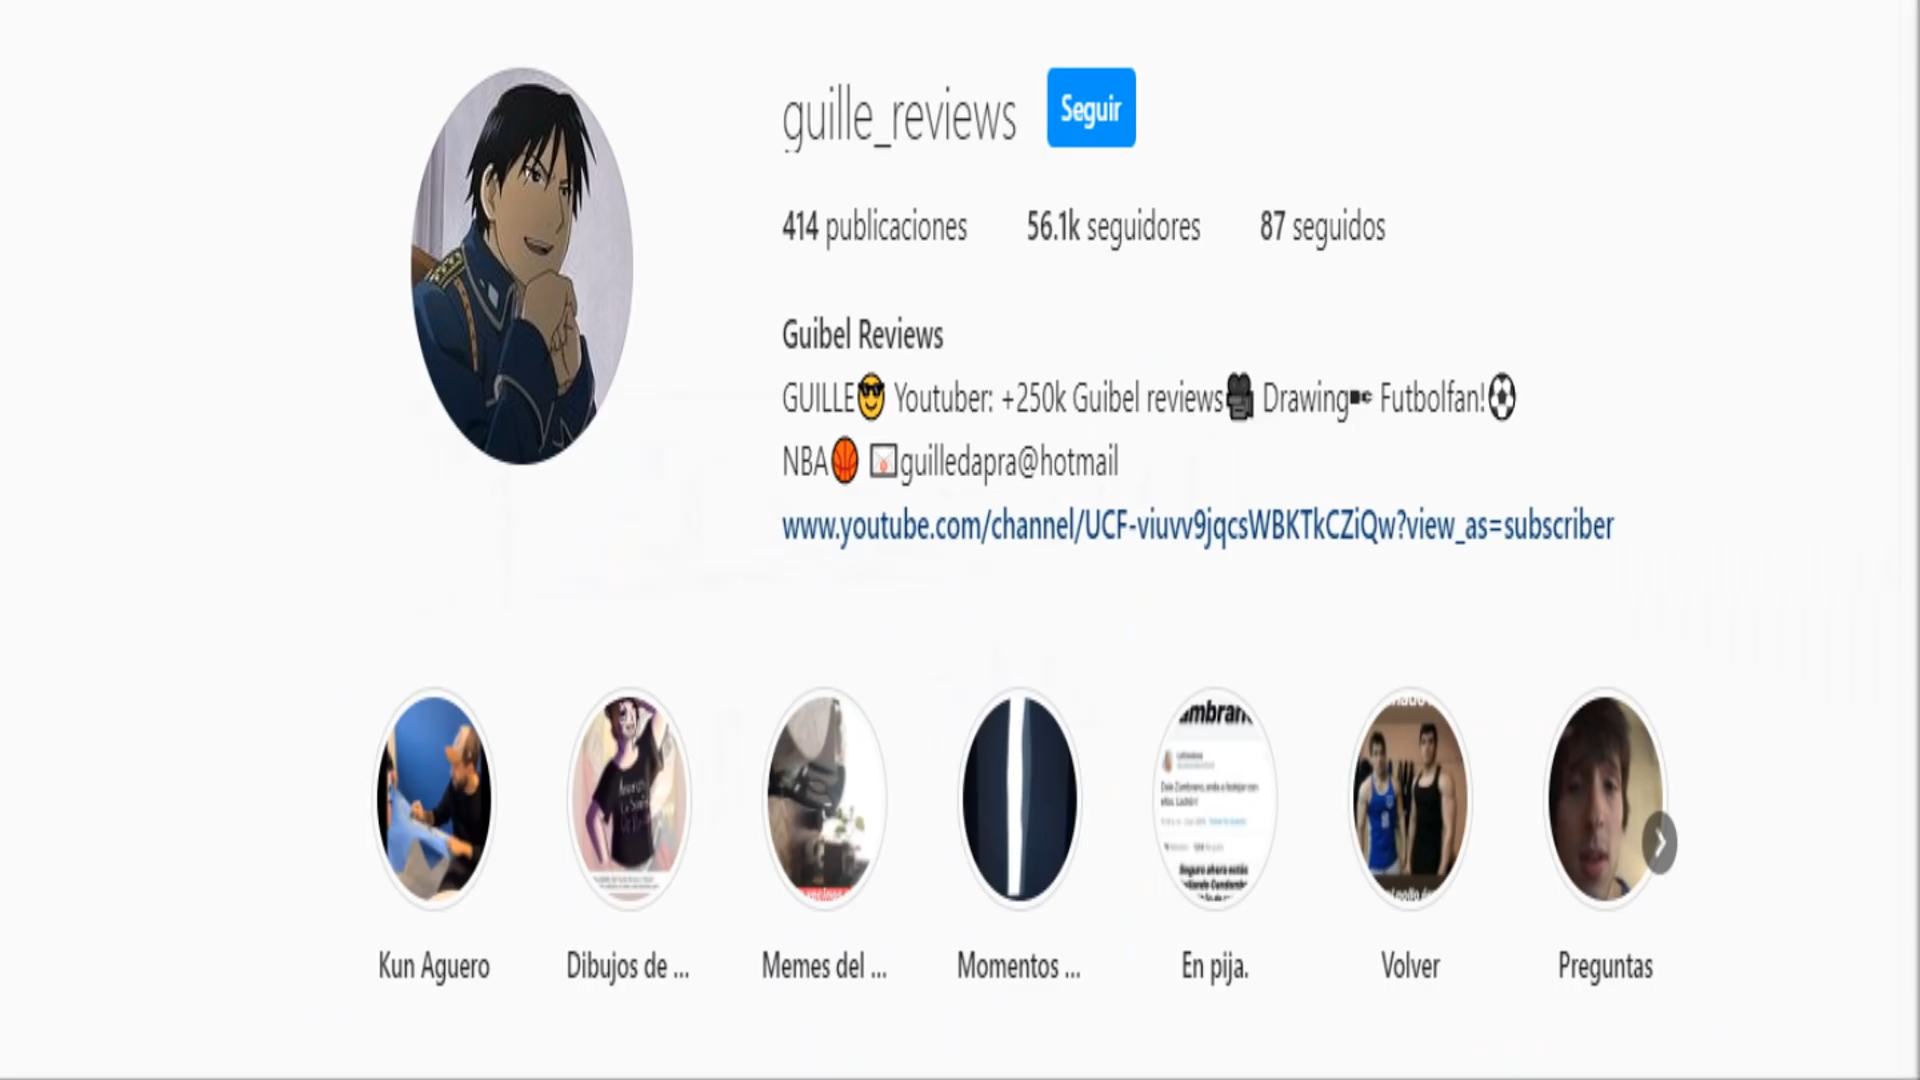 guille_reviews Seguir
414 publicaciones 56.1k seguidores 87 seguidos
Guibel Reviews
GUILLE😎 Youtuber: +250k Guibel reviews🎥 Drawing Futbolfan!⚽
NBA🏀 💌guilledapra@hotmail
www.youtube.com/channel/UCF-viuvv9jqcsWBKTkCZiQw?view_as=subscriber
Kun Aguero Dibujos de ... Memes del ... Momentos ... En pija. Volver Preguntas